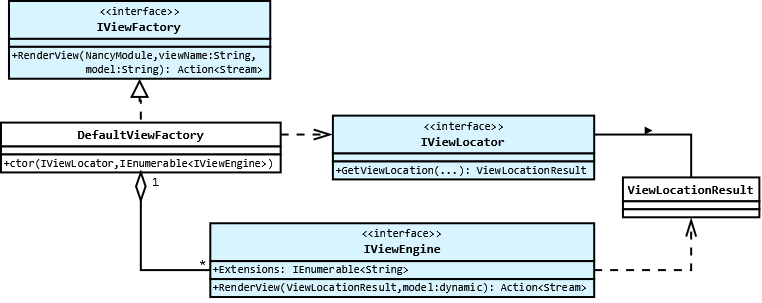 <<interface>>
IViewFactory
+RenderView(NancyModule,viewName:String,
model:String): Action<Stream>
DefaultViewFactory
+ctor(IViewLocator,IEnumerable<IViewEngine>)
<<interface>>
IViewLocator
+GetViewLocation(...): ViewLocationResult
ViewLocationResult
1
*
<<interface>>
IViewEngine
+Extensions: IEnumerable<String>
+RenderView(ViewLocationResult,model:dynamic): Action<Stream>